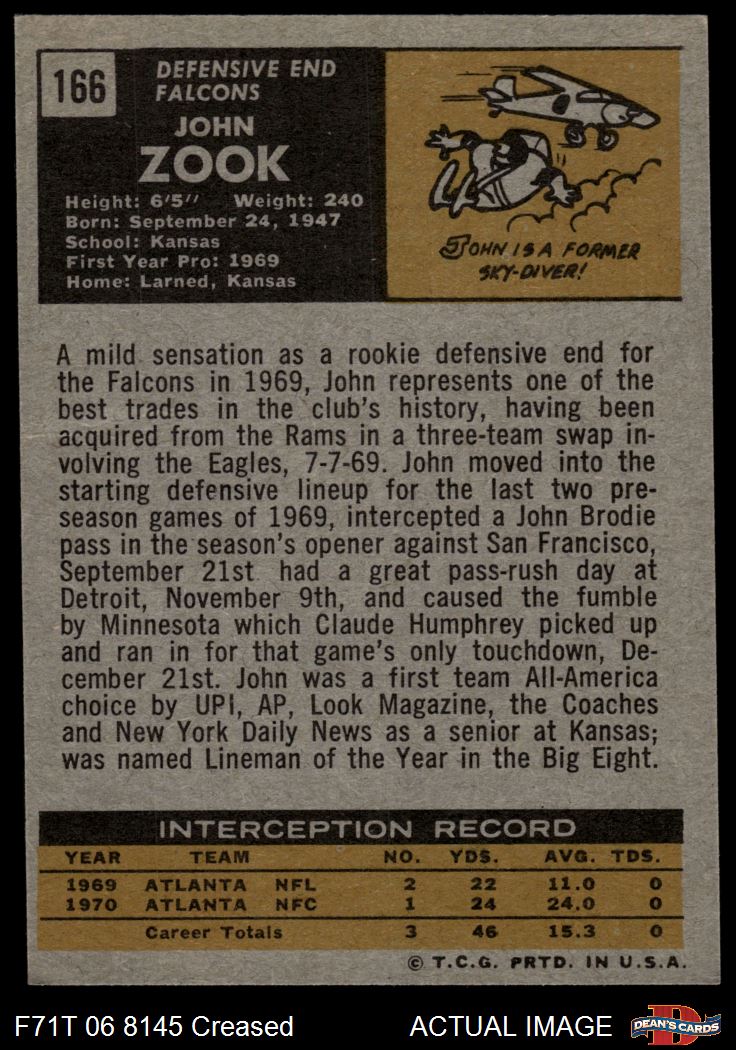 166
DEFENSIVE END
FALCONS
JOHN
ZOOK
Height: 6'5" Weight: 240
Born: September 24, 1947
School: Kansas
First Year Pro: 1969
Home: Larned, Kansas
JOHN IS A FORMER
SKY-DIVER!
A mild sensation as a rookie defensive end for
the Falcons in 1969, John represents one of the
best trades in the club's history, having been
acquired from the Rams in a three-team swap in-
volving the Eagles, 7-7-69. John moved into the
starting defensive lineup for the last two pre-
season games of 1969, intercepted a John Brodie
pass in the season's opener against San Francisco,
September 21st had a great pass-rush day at
Detroit, November 9th, and caused the fumble
by Minnesota which Claude Humphrey picked up
and ran in for that game's only touchdown, De-
cember 21st. John was a first team All-America
choice by UPI, AP, Look Magazine, the Coaches
and New York Daily News as a senior at Kansas;
was named Lineman of the Year in the Big Eight.
INTERCEPTION RECORD
YEAR TEAM NO. YDS. AVG. TDS.
1969 ATLANTA NFL 2 22 11.0 0
1970 ATLANTA NFC 1 24 24.0 0
Career Totals 3 46 15.3 0
© T.C.G. PRTD. IN U.S.A.
F71T 06 8145 Creased ACTUAL IMAGE
DEAN'S CARDS